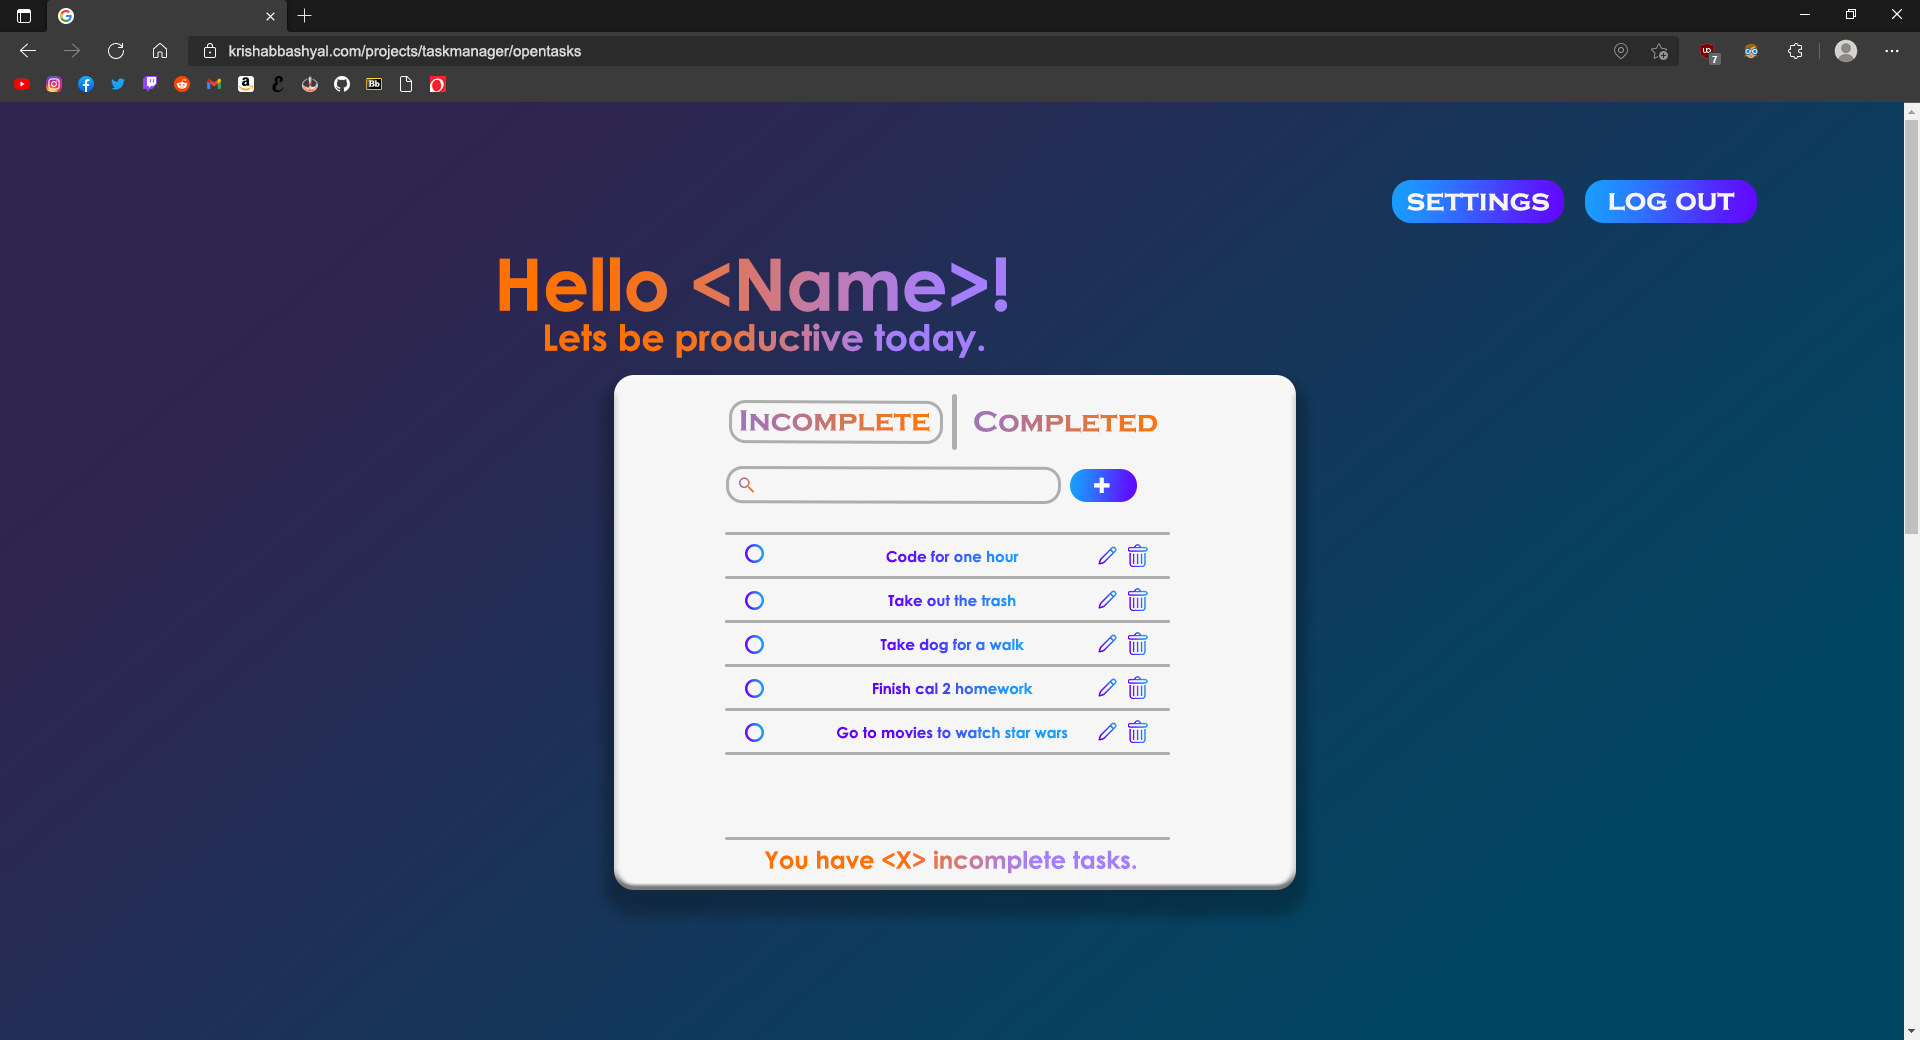 krishabbashyal.com/projects/taskmanager/opentasks
7
Bb
SETTINGS
LOG OUT
Hello <Name>!
Lets be productive today.
INCOMPLETE
COMPLETED
Code for one hour
Take out the trash
Take dog for a walk
Finish cal 2 homework
Go to movies to watch star wars
You have <X> incomplete tasks.